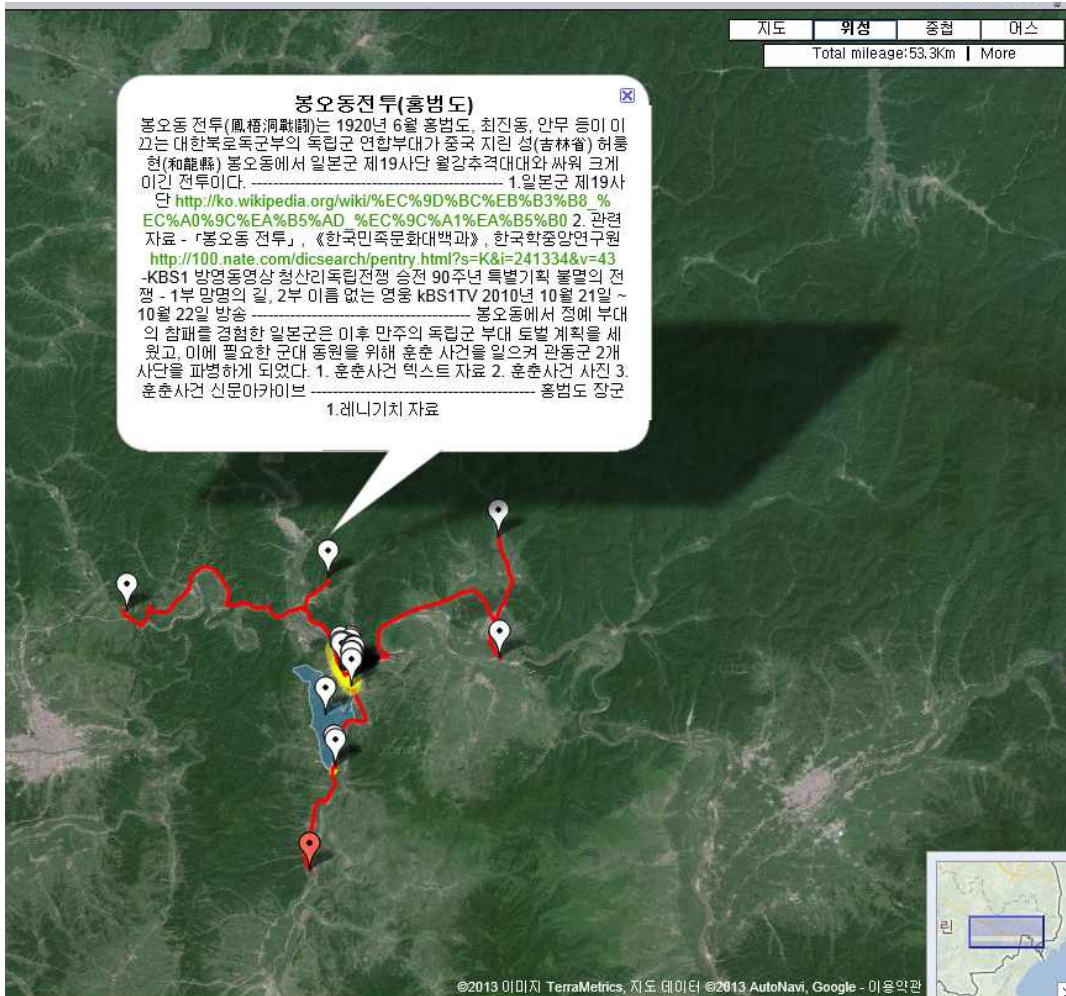 지도 위성 중첩 어스
Total mileage:53.3Km | More
봉오동전투(홍범도)
봉오동 전투(鳳梧洞戰鬪)는 1920년 6월 홍범도, 최진동, 안무 등이 이
끄는 대한북로독군부의 독립군 연합부대가 중국 지린 성(吉林省) 허룽
현(和龍縣) 봉오동에서 일본군 제19사단 월강추격대대와 싸워 크게
이긴 전투이다. ------------------------------------------ 1.일본군 제19사
단 http://ko.wikipedia.org/wiki/%EC%9D%BC%EB%B3%B8_%
EC%A0%9C%EA%B5%AD_%EC%9C%A1%EA%B5%B0 2. 관련
자료 - 「봉오동 전투」, 《한국민족문화대백과》, 한국학중앙연구원
http://100.nate.com/dicsearch/pentry.html?s=K&i=241334&v=43
-KBS1 방영동영상 청산리독립전쟁 승전 90주년 특별기획 불멸의 전
쟁 - 1부 망명의 길, 2부 이름 없는 영웅 kBS1TV 2010년 10월 21일 ~
10월 22일 방송 ------------------------------------ 봉오동에서 정예 부대
의 참패를 경험한 일본군은 이후 만주의 독립군 부대 토벌 계획을 세
웠고, 이에 필요한 군대 동원을 위해 훈춘 사건을 일으켜 관동군 2개
사단을 파병하게 되었다. 1. 훈춘사건 텍스트 자료 2. 훈춘사건 사진 3.
훈춘사건 신문아카이브 -------------------------------------- 홍범도 장군
1.레니기치 자료
린
©2013 이미지 TerraMetrics, 지도 데이터 ©2013 AutoNavi, Google - 이용약관